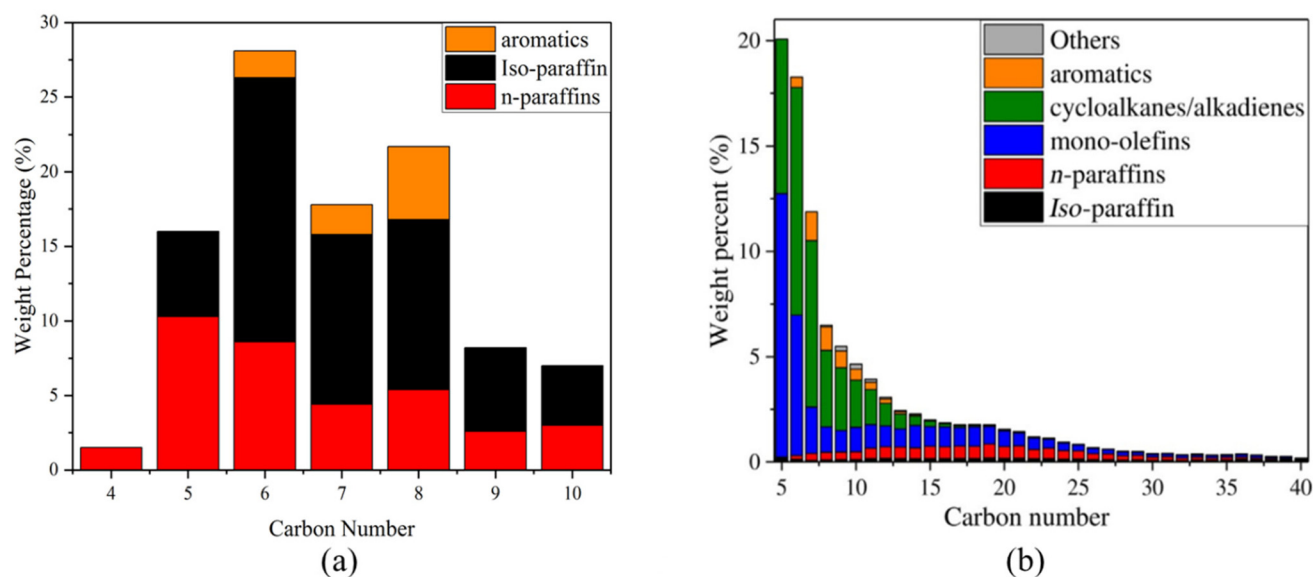 30
25
20
15
10
5
0
Weight Percentage (%)
aromatics
Iso-paraffin
n-paraffins
4 5 6 7 8 9 10
Carbon Number
(a)
20
15
10
5
0
Weight percent (%)
Others
aromatics
cycloalkanes/alkadienes
mono-olefins
n-paraffins
Iso-paraffin
5 10 15 20 25 30 35 40
Carbon number
(b)